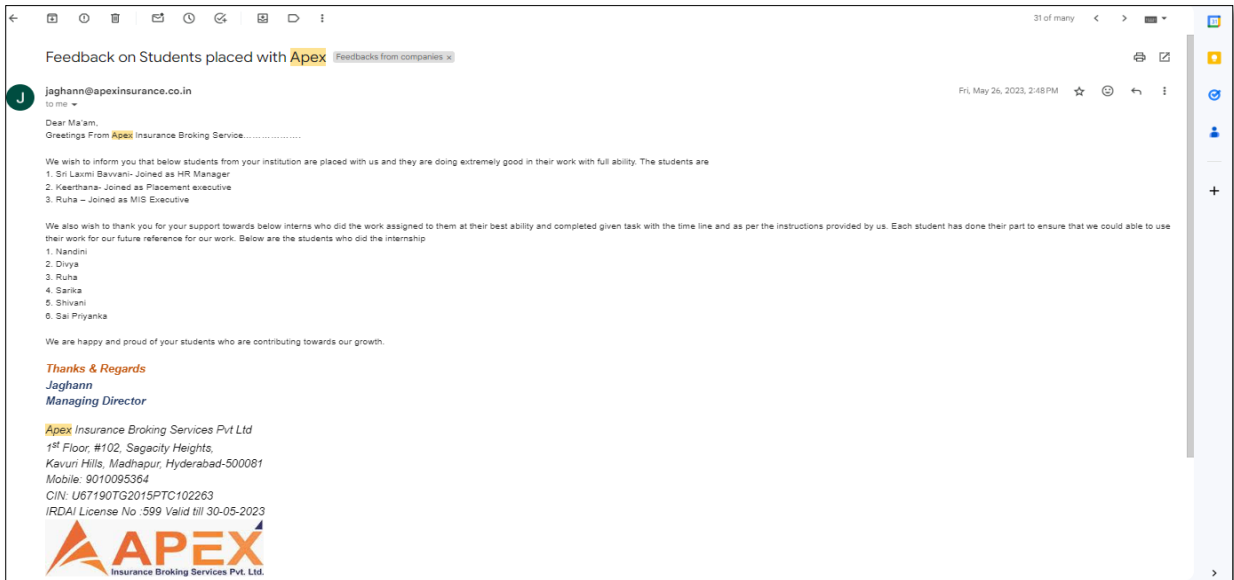 31 of many
31
Feedback on Students placed with Apex Feedbacks from companies x
J
jaghann@apexinsurance.co.in
Fri, May 26, 2023, 2:48 PM
to me
Dear Ma'am,
Greetings From Apex Insurance Broking Service………………
We wish to inform you that below students from your institution are placed with us and they are doing extremely good in their work with full ability. The students are
1. Sri Laxmi Bavvani- Joined as HR Manager
2. Keerthana- Joined as Placement executive
3. Ruha – Joined as MIS Executive
We also wish to thank you for your support towards below interns who did the work assigned to them at their best ability and completed given task with the time line and as per the instructions provided by us. Each student has done their part to ensure that we could able to use
their work for our future reference for our work. Below are the students who did the internship
1. Nandini
2. Divya
3. Ruha
4. Sarika
5. Shivani
6. Sai Priyanka
We are happy and proud of your students who are contributing towards our growth.
Thanks & Regards
Jaghann
Managing Director
Apex Insurance Broking Services Pvt Ltd
1st Floor, #102, Sagacity Heights,
Kavuri Hills, Madhapur, Hyderabad-500081
Mobile: 9010095364
CIN: U67190TG2015PTC102263
IRDAI License No :599 Valid till 30-05-2023
APEX
Insurance Broking Services Pvt. Ltd.